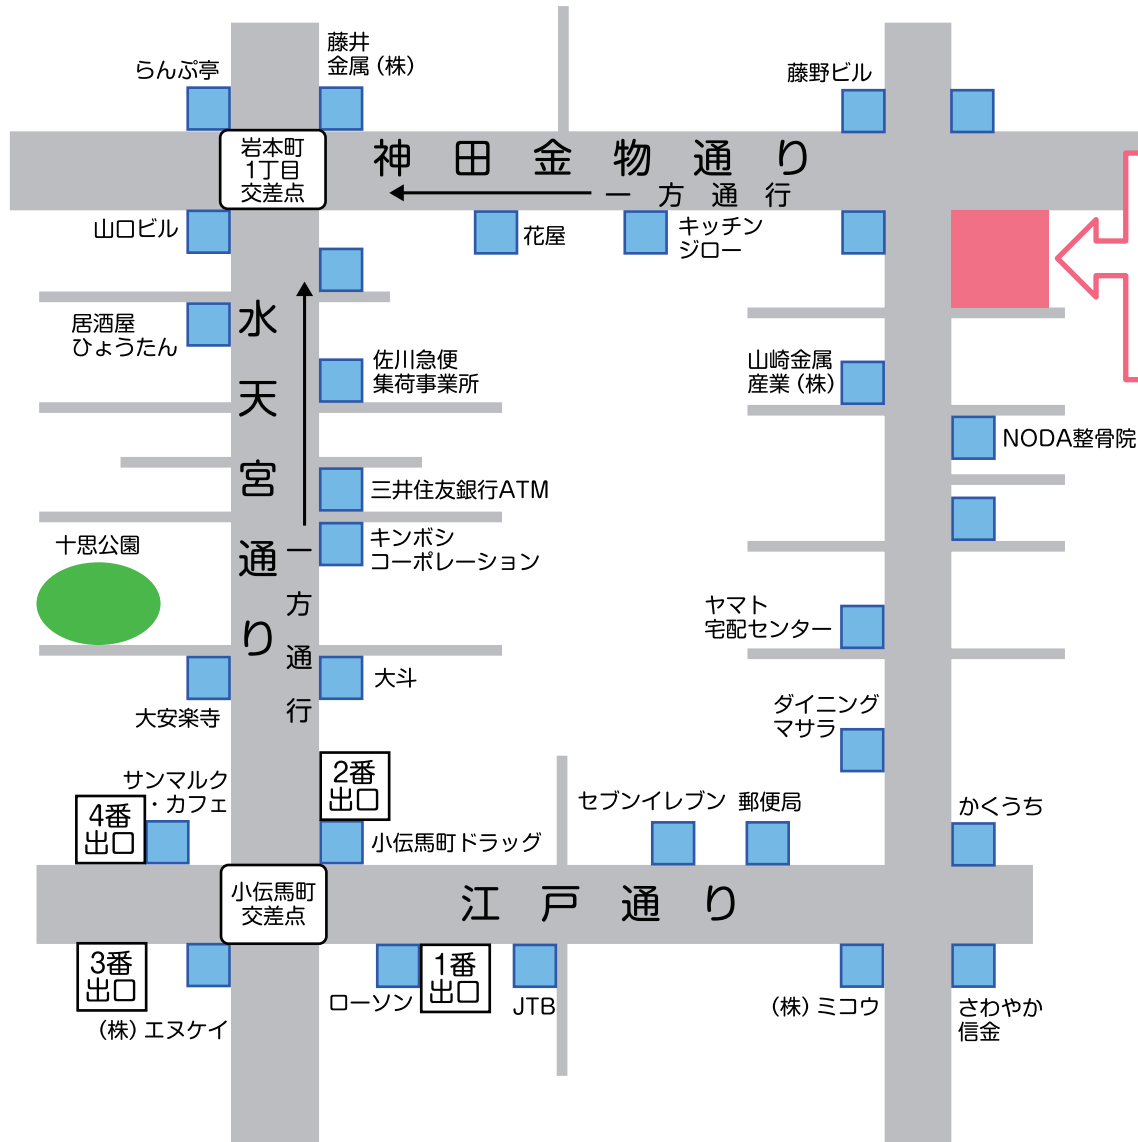 藤井
金属(株)
らんぷ亭
藤野ビル
岩本町
1丁目
交差点
神田金物通り
一方通行
山口ビル
花屋
キッチン
ジロー
居酒屋
ひょうたん
水天宮通り
一方通行
佐川急便
集荷事業所
山崎金属
産業(株)
NODA整骨院
三井住友銀行ATM
キンボシ
コーポレーション
十思公園
ヤマト
宅配センター
大斗
大安楽寺
ダイニング
マサラ
サンマルク
・カフェ
2番
出口
4番
出口
セブンイレブン
郵便局
かくうち
小伝馬町ドラッグ
小伝馬町
交差点
江戸通り
3番
出口
1番
出口
ローソン
JTB
(株)ミコウ
さわやか
信金
(株)エヌケイ